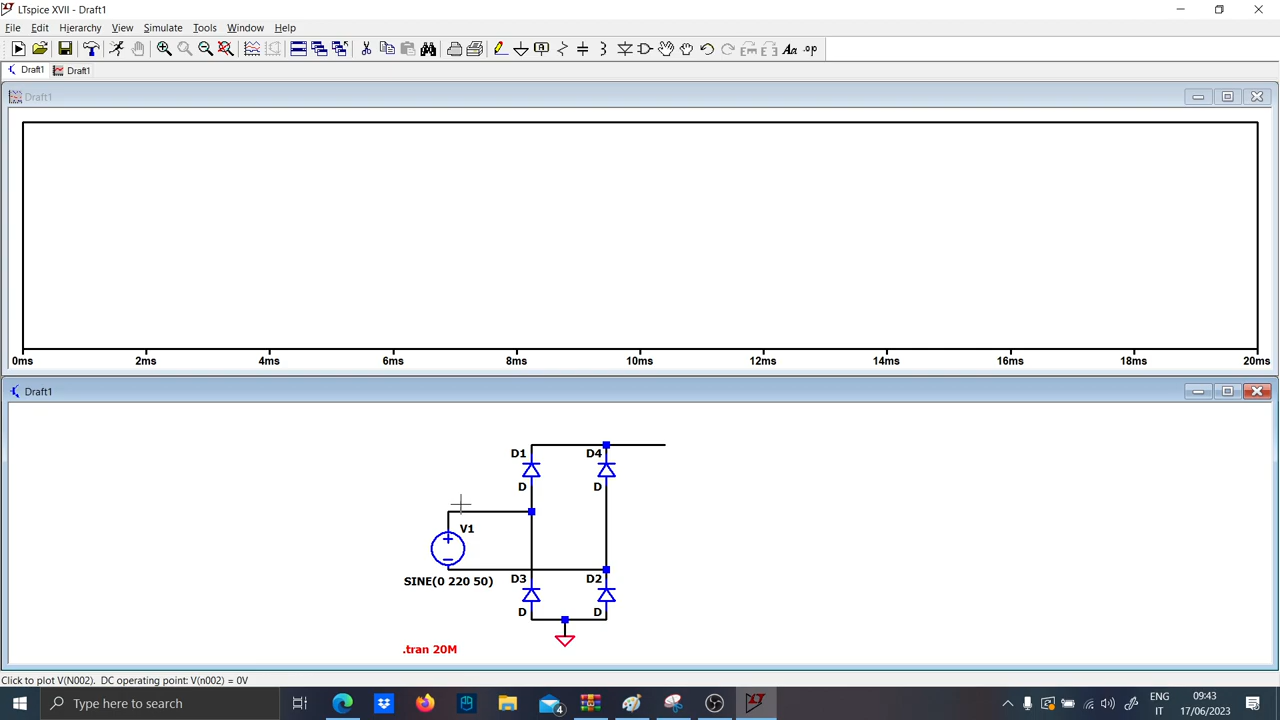 LTspice XVII - Draft1
File Edit Hierarchy View Simulate Tools Window Help
Aa .op
Draft1 Draft1
Draft1
0ms 2ms 4ms 6ms 8ms 10ms 12ms 14ms 16ms 18ms 20ms
Draft1
D1 D4
D D
V1
SINE(0 220 50)
D3 D2
D D
.tran 20M
Click to plot V(N002). DC operating point: V(n002) = 0V
Type here to search
4
ENG
IT
09:43
17/06/2023